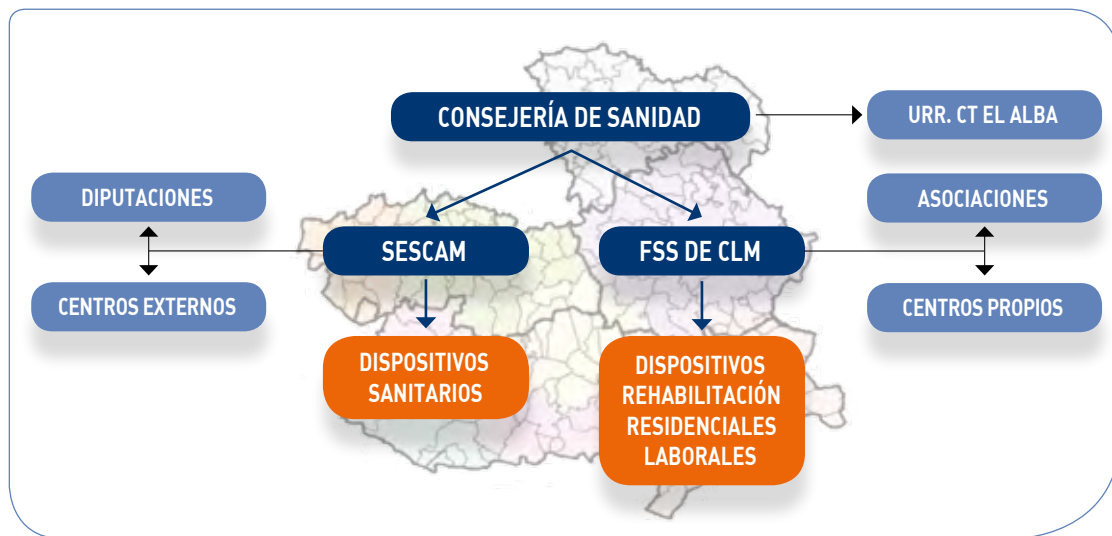 CONSEJERÍA DE SANIDAD
URR. CT EL ALBA
DIPUTACIONES
ASOCIACIONES
SESCAM
FSS DE CLM
CENTROS EXTERNOS
CENTROS PROPIOS
DISPOSITIVOS
SANITARIOS
DISPOSITIVOS
REHABILITACIÓN
RESIDENCIALES
LABORALES